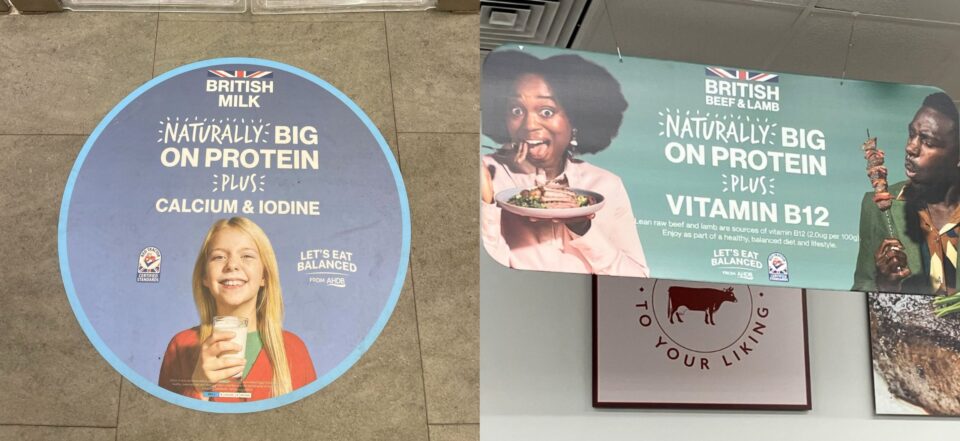 BRITISH
MILK
NATURALLY BIG
ON PROTEIN
PLUS
CALCIUM & IODINE
LET'S EAT
BALANCED
FROM AHDB
CERTIFIED
STANDARDS
BRITISH
BEEF & LAMB
NATURALLY BIG
ON PROTEIN
PLUS
VITAMIN B12
Lean raw beef and lamb are sources of vitamin B12 (2.0ug per 100g).
Enjoy as part of a healthy, balanced diet and lifestyle.
LET'S EAT
BALANCED
FROM AHDB
TO YOUR LIKING